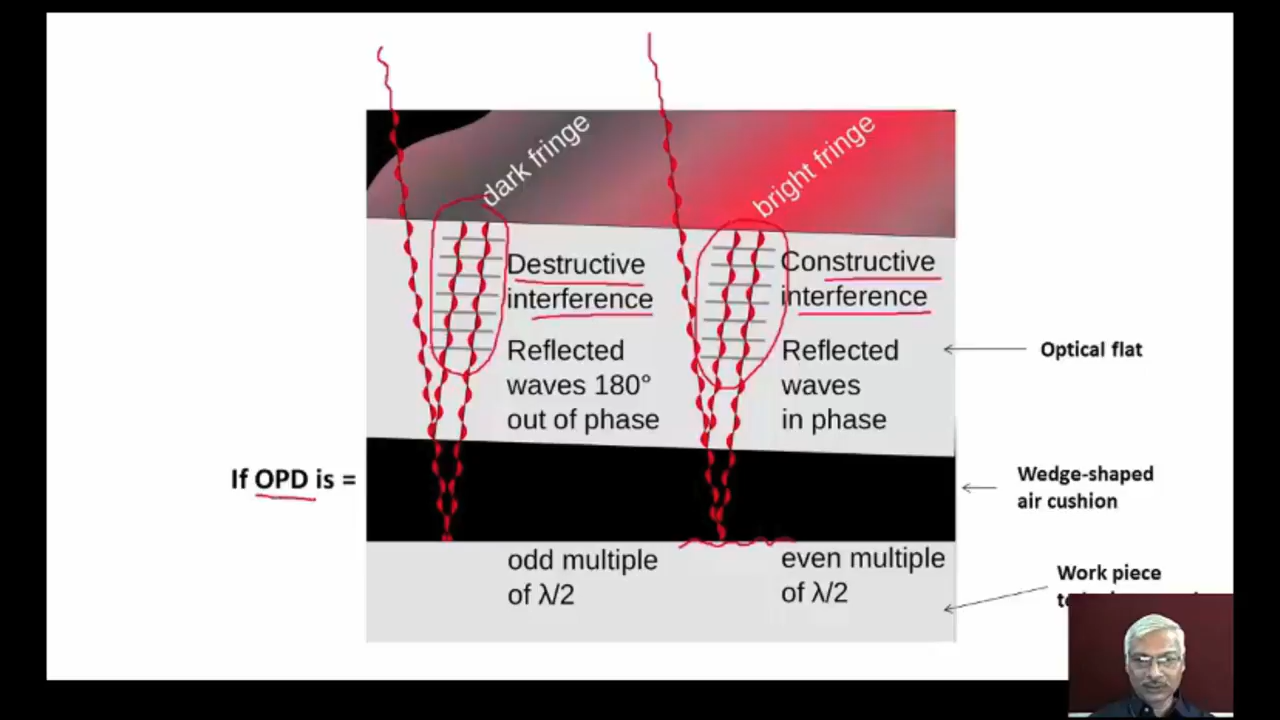 dark fringe
bright fringe
Destructive
interference
Constructive
interference
Reflected
waves 180°
out of phase
Reflected
waves
in phase
Optical flat
If OPD is =
Wedge-shaped
air cushion
odd multiple
of λ/2
even multiple
of λ/2
Work piece